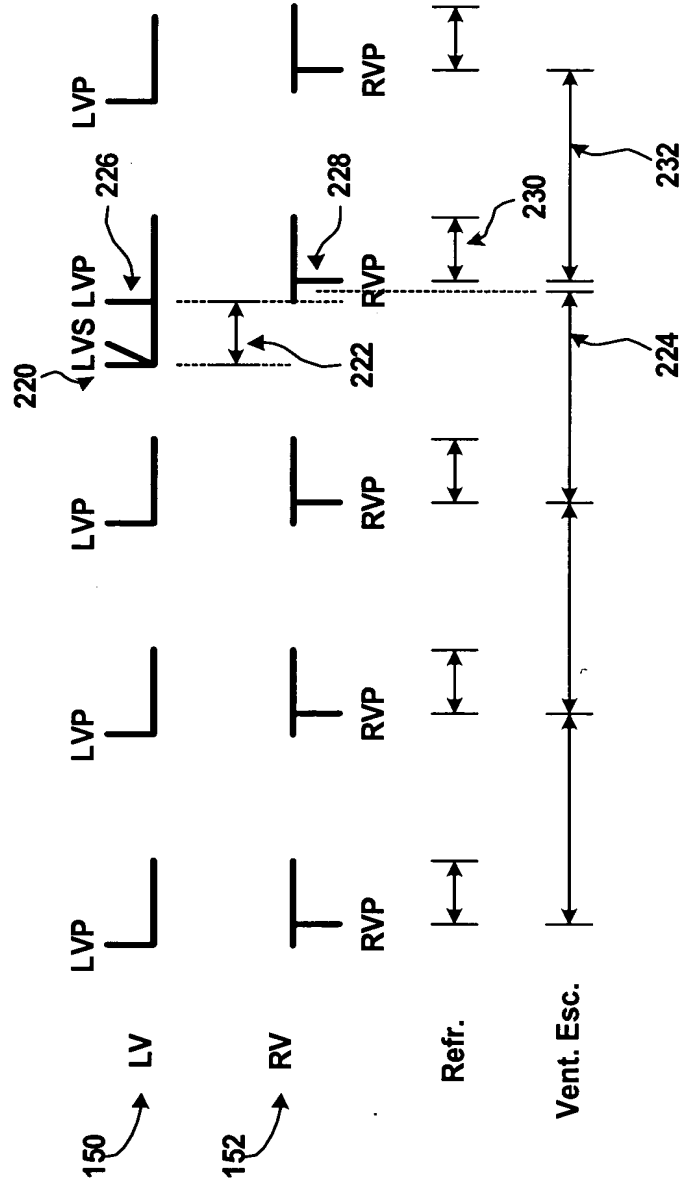 220
LVP LVP LVP LVS LVP LVP
150
226
LV
152
RV
228
222
RVP RVP RVP RVP RVP
Refr.
230
Vent. Esc.
224 232